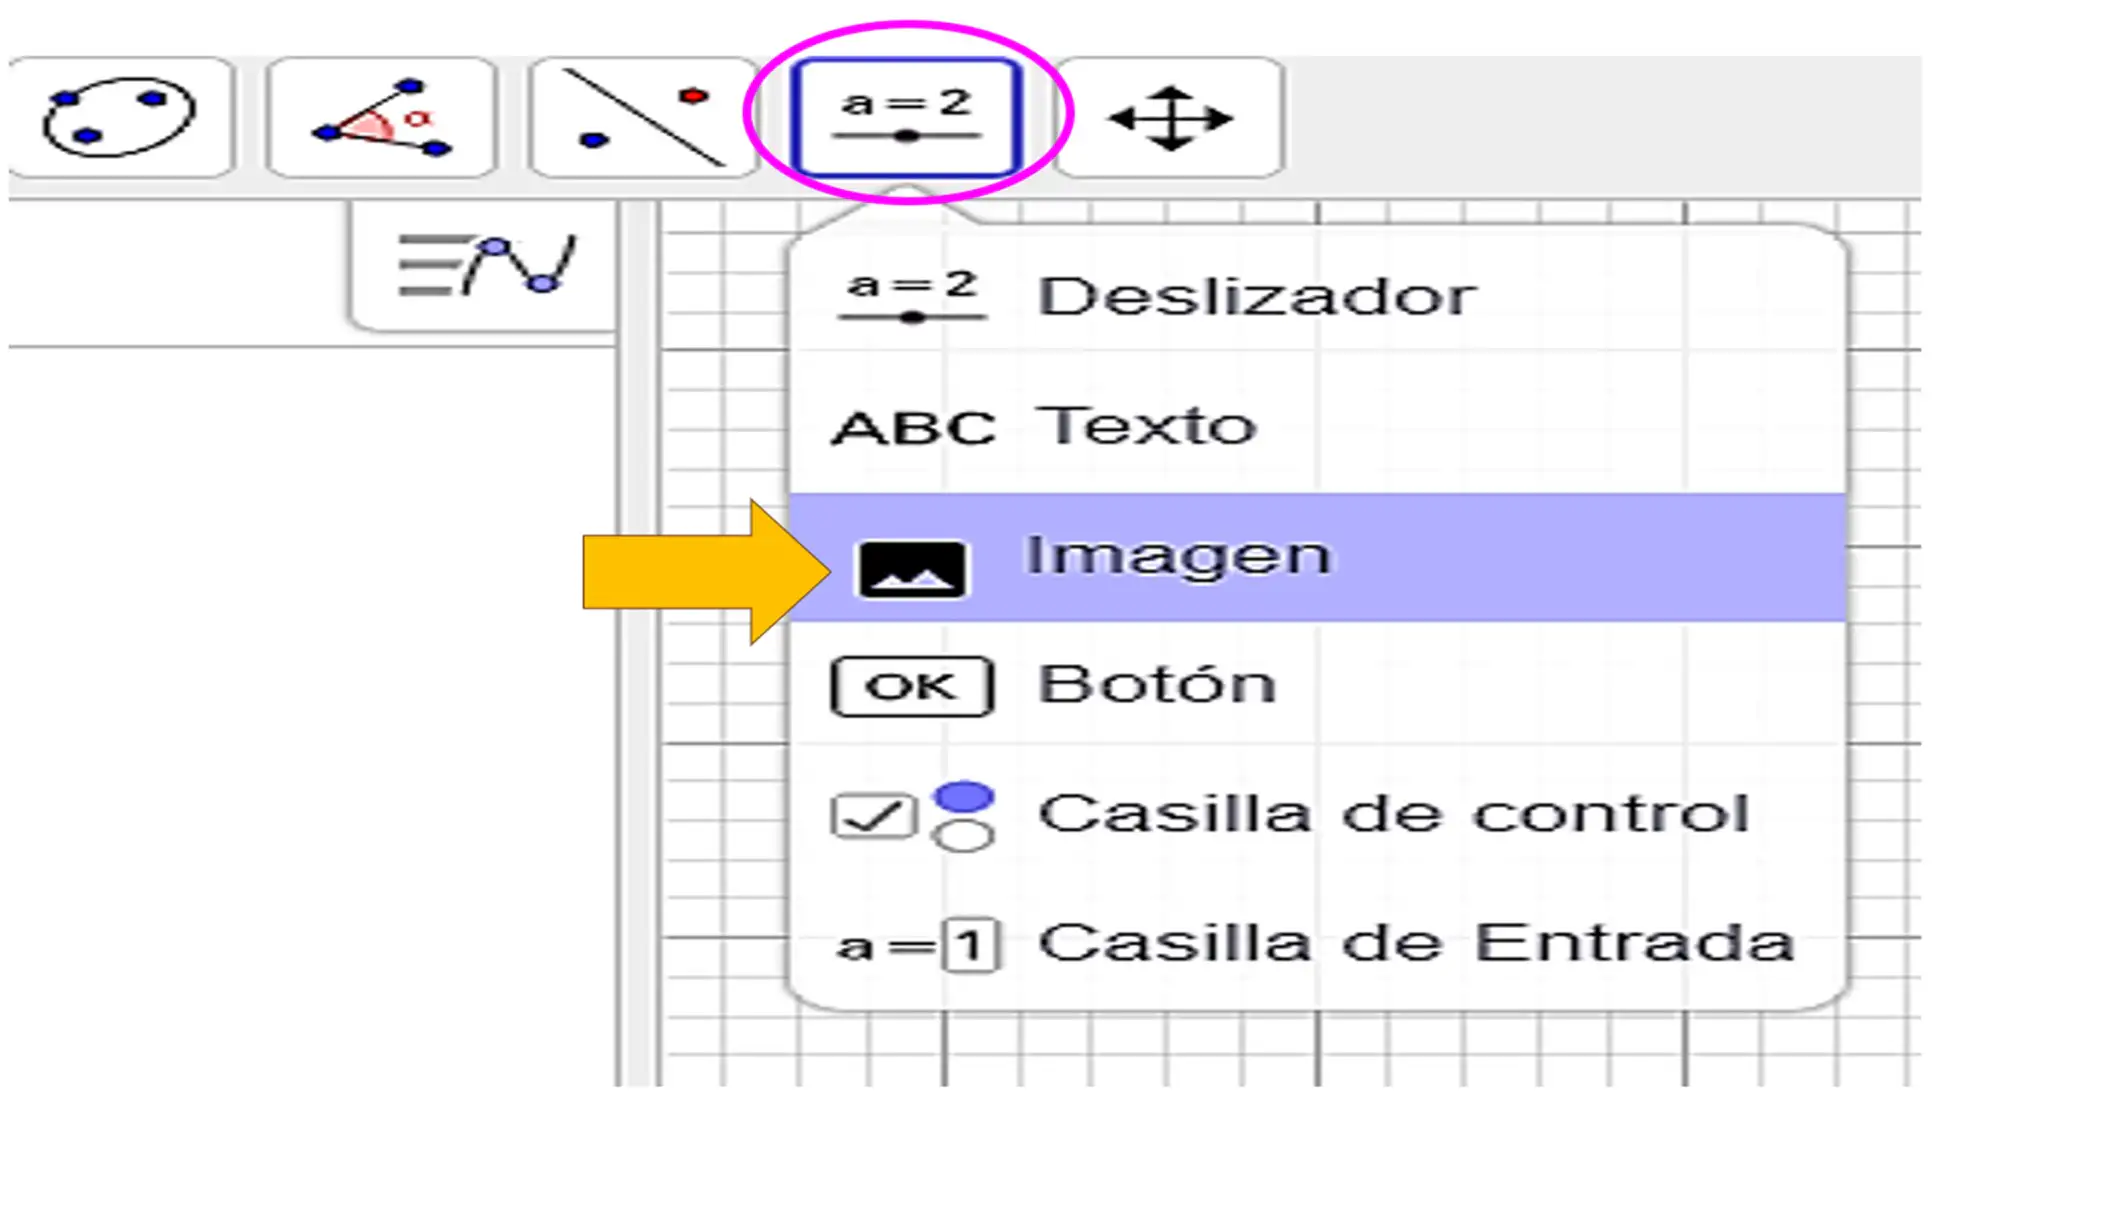 α
a=2
a=2 Deslizador
ABC Texto
Imagen
OK Botón
Casilla de control
a=1 Casilla de Entrada